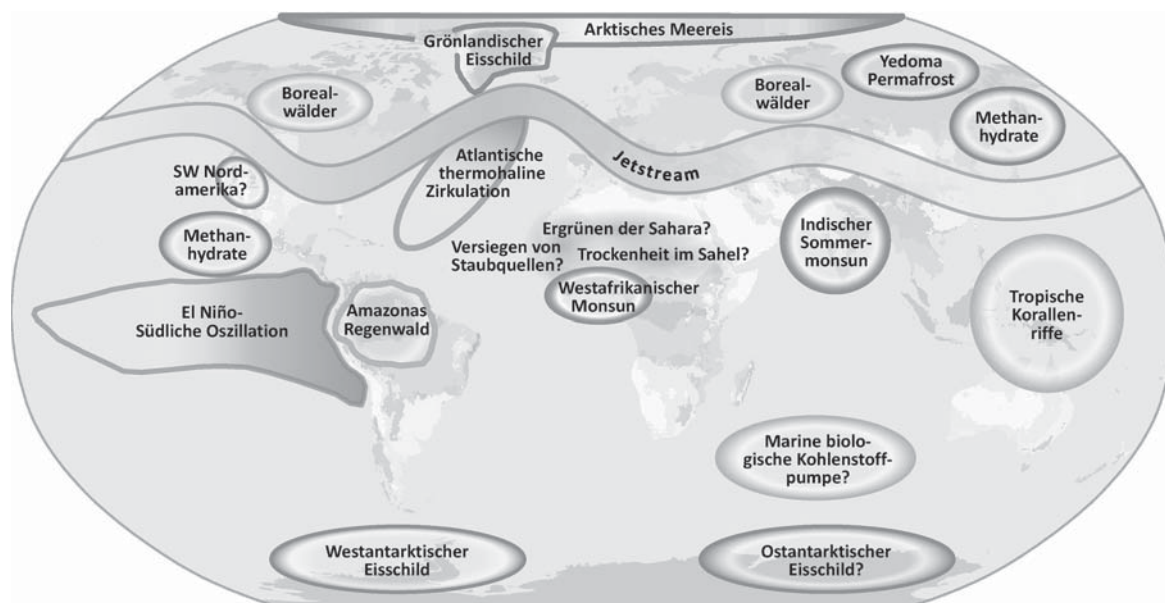 Arktisches Meereis
Grönlandischer
Eisschild
Yedoma
Permafrost
Boreal-
wälder
Boreal-
wälder
Methan-
hydrate
Atlantische
thermohaline
Zirkulation
Jetstream
SW Nord-
amerika?
Methan-
hydrate
Ergrünen der Sahara?
Versiegen von
Staubquellen?
Trockenheit im Sahel?
Indischer
Sommer-
monsun
Westafrikanischer
Monsun
El Niño-
Südliche Oszillation
Amazonas
Regenwald
Tropische
Korallen-
riffe
Marine biolo-
gische Kohlenstoff-
pumpe?
Westantarktischer
Eisschild
Ostantarktischer
Eisschild?